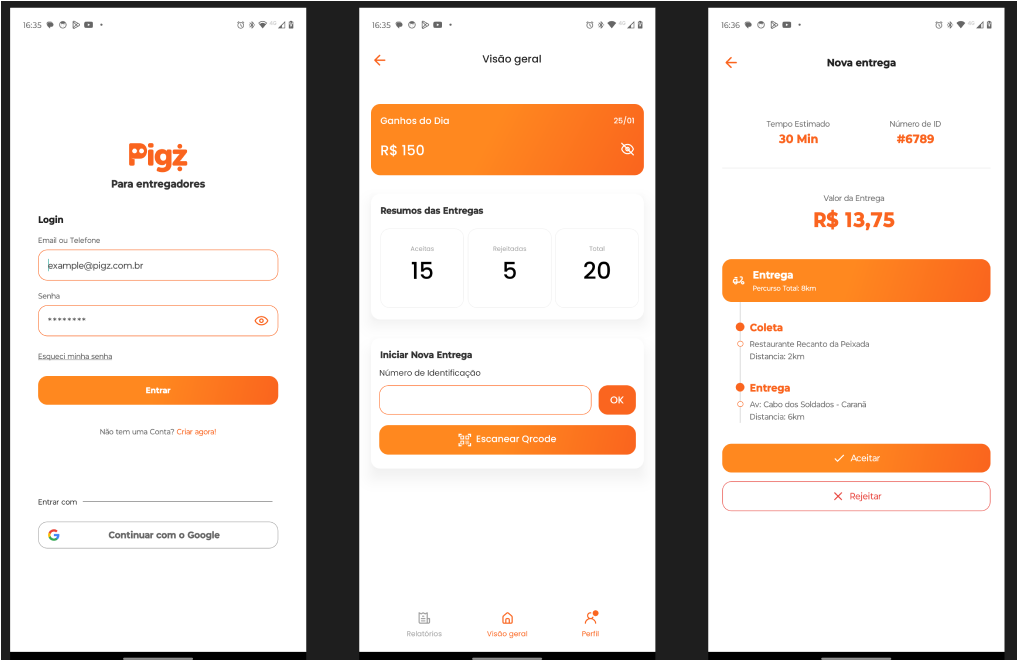 16:35
4G
Pigz
Para entregadores
Login
Email ou Telefone
example@pigz.com.br
Senha
********
Esqueci minha senha
Entrar
Não tem uma Conta? Criar agora!
Entrar com
Continuar com o Google
16:35
4G
Visão geral
Ganhos do Dia 25/01
R$ 150
Resumos das Entregas
Aceitas Rejeitadas Total
15 5 20
Iniciar Nova Entrega
Número de Identificação
OK
Escanear Qrcode
Relatórios Visão geral Perfil
16:36
4G
Nova entrega
Tempo Estimado Número de ID
30 Min #6789
Valor da Entrega
R$ 13,75
Entrega
Percurso Total: 8km
Coleta
Restaurante Recanto da Peixada
Distancia: 2km
Entrega
Av: Cabo dos Soldados - Caranã
Distancia: 6km
Aceitar
Rejeitar